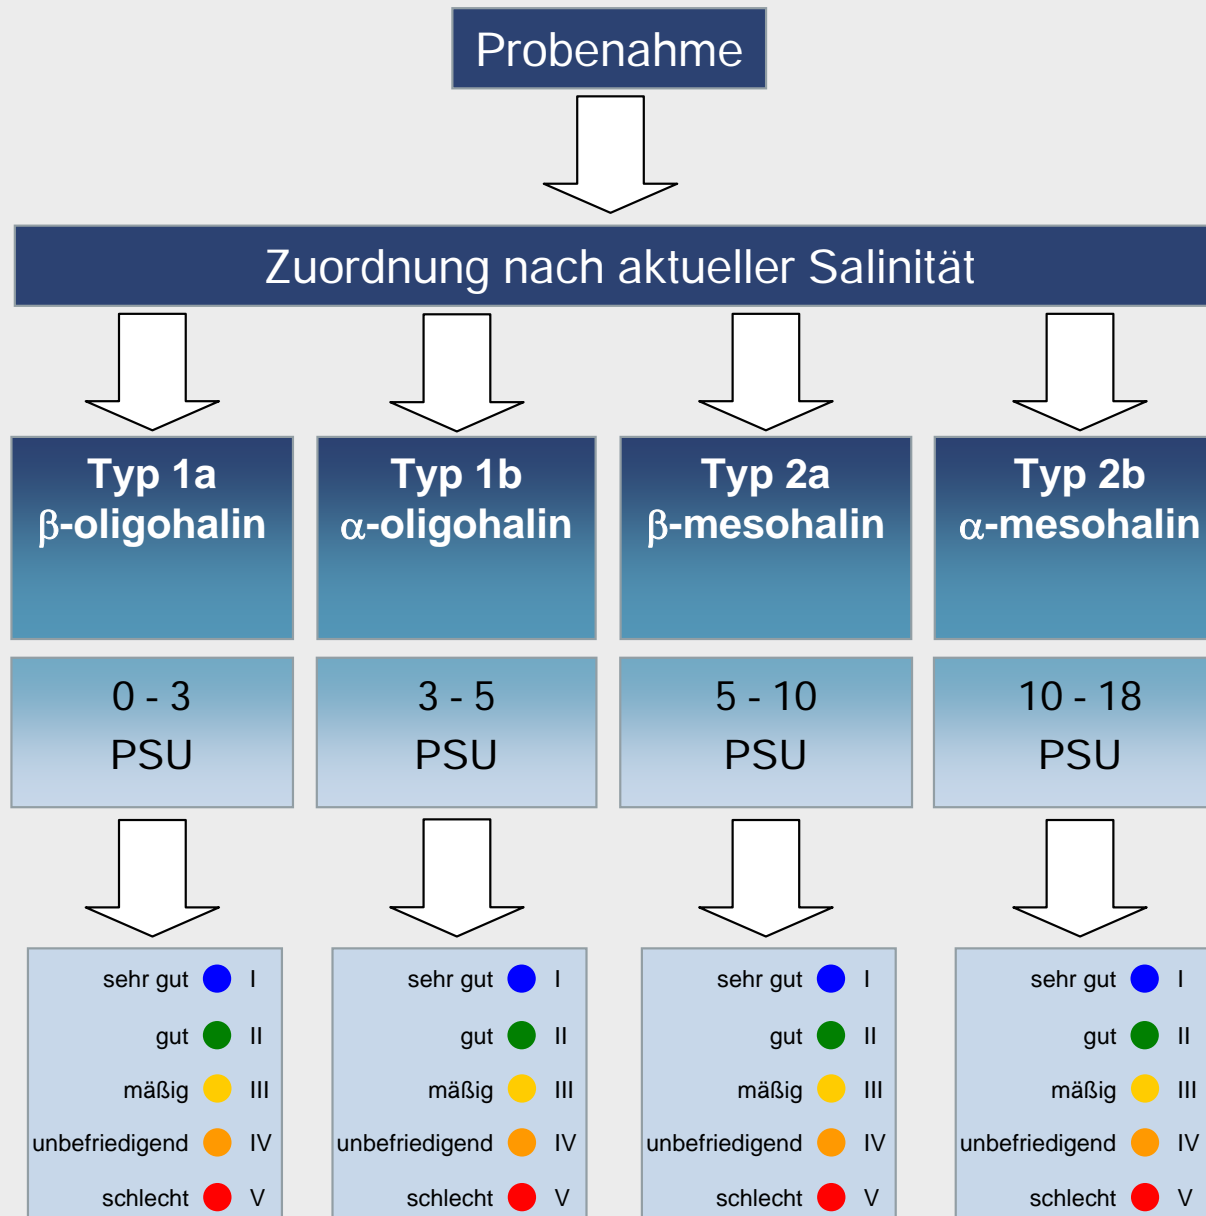 Probenahme
Zuordnung nach aktueller Salinität
Typ 1a
β-oligohalin
Typ 1b
α-oligohalin
Typ 2a
β-mesohalin
Typ 2b
α-mesohalin
0 - 3
PSU
3 - 5
PSU
5 - 10
PSU
10 - 18
PSU
sehr gut I
gut II
mäßig III
unbefriedigend IV
schlecht V
sehr gut I
gut II
mäßig III
unbefriedigend IV
schlecht V
sehr gut I
gut II
mäßig III
unbefriedigend IV
schlecht V
sehr gut I
gut II
mäßig III
unbefriedigend IV
schlecht V